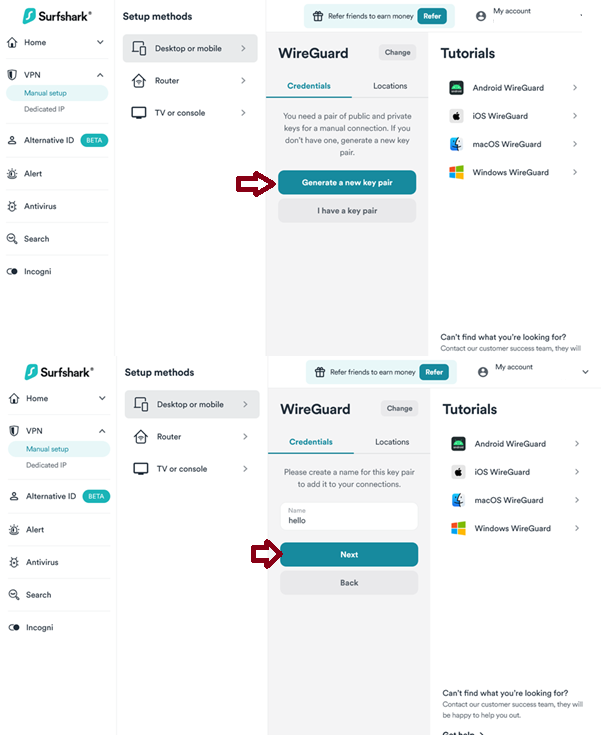 Surfshark®
Home
VPN
Manual setup
Dedicated IP
Alternative ID BETA
Alert
Antivirus
Search
Incogni
Setup methods
Desktop or mobile
Router
TV or console
Refer friends to earn money Refer
My account
WireGuard Change
Credentials Locations
You need a pair of public and private
keys for a manual connection. If you
don't have one, generate a new key
pair.
Generate a new key pair
I have a key pair
Tutorials
Android WireGuard
iOS WireGuard
macOS WireGuard
Windows WireGuard
Can't find what you're looking for?
Contact our customer success team, they will
Surfshark®
Home
VPN
Manual setup
Dedicated IP
Alternative ID BETA
Alert
Antivirus
Search
Incogni
Setup methods
Desktop or mobile
Router
TV or console
Refer friends to earn money Refer
My account
WireGuard Change
Credentials Locations
Please create a name for this key pair
to add it to your connections.
Name
hello
Next
Back
Tutorials
Android WireGuard
iOS WireGuard
macOS WireGuard
Windows WireGuard
Can't find what you're looking for?
Contact our customer success team, they will
be happy to help you out.
Get help